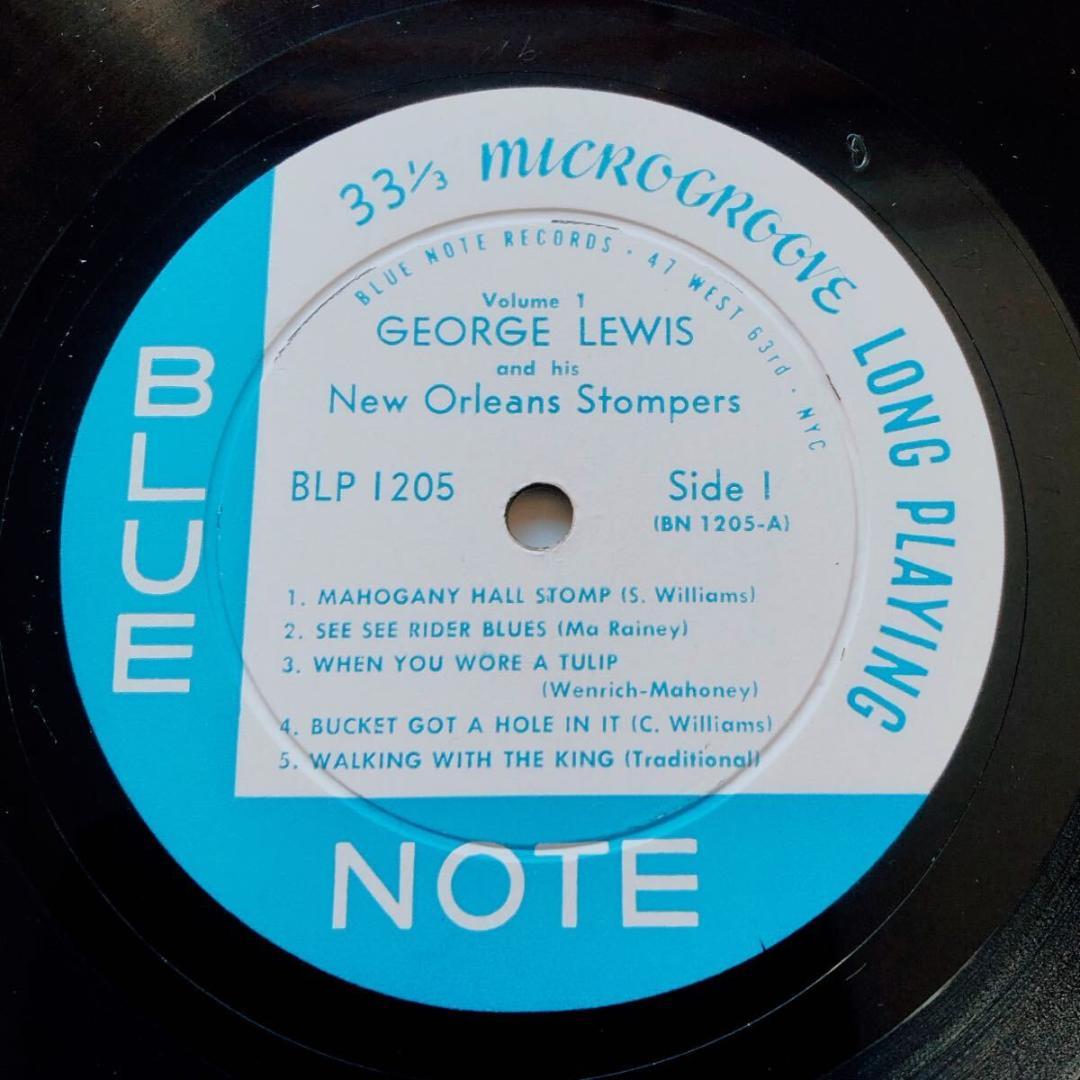 33⅓ MICROGROOVE LONG PLAYING
BLUE NOTE RECORDS · 47 WEST 63rd · NYC
Volume 1
GEORGE LEWIS
and his
New Orleans Stompers
BLP 1205
Side 1
(BN 1205-A)
1. MAHOGANY HALL STOMP (S. Williams)
2. SEE SEE RIDER BLUES (Ma Rainey)
3. WHEN YOU WORE A TULIP
(Wenrich-Mahoney)
4. BUCKET GOT A HOLE IN IT (C. Williams)
5. WALKING WITH THE KING (Traditional)
BLUE
NOTE